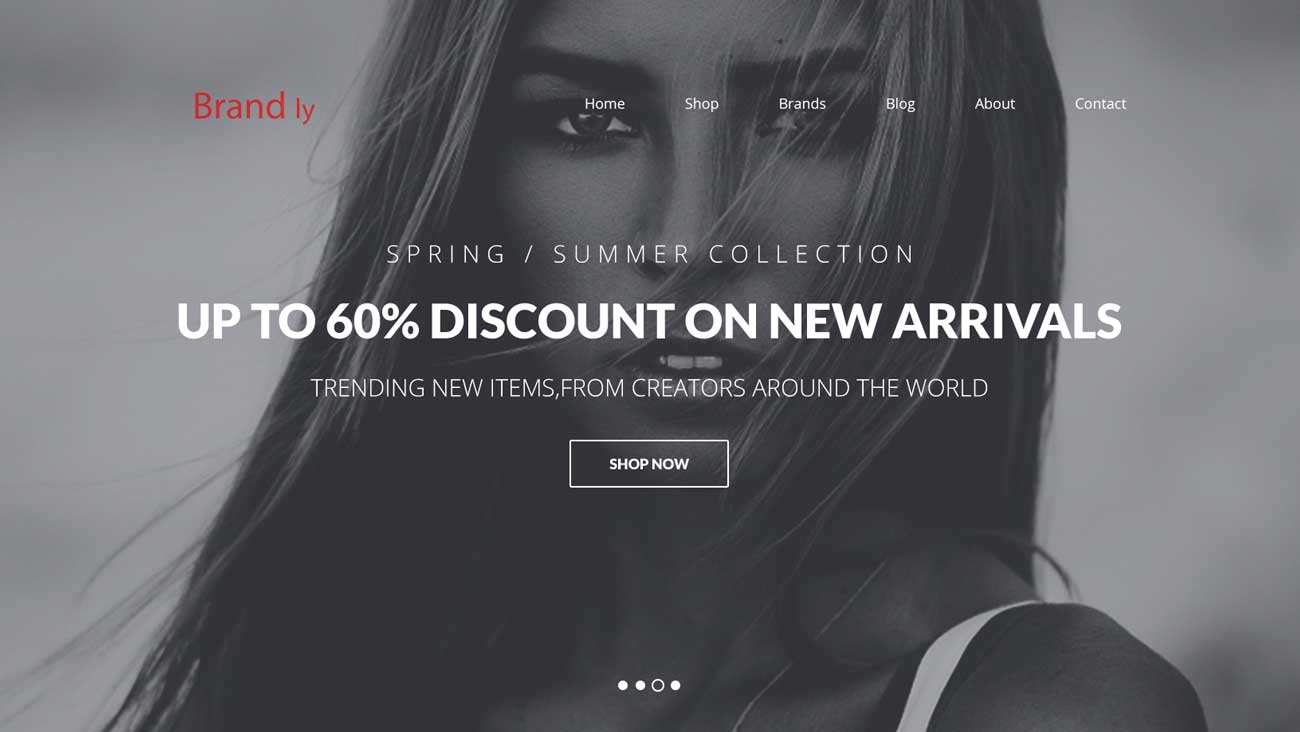 Brand ly
Home Shop Brands Blog About Contact
SPRING / SUMMER COLLECTION
UP TO 60% DISCOUNT ON NEW ARRIVALS
TRENDING NEW ITEMS,FROM CREATORS AROUND THE WORLD
SHOP NOW